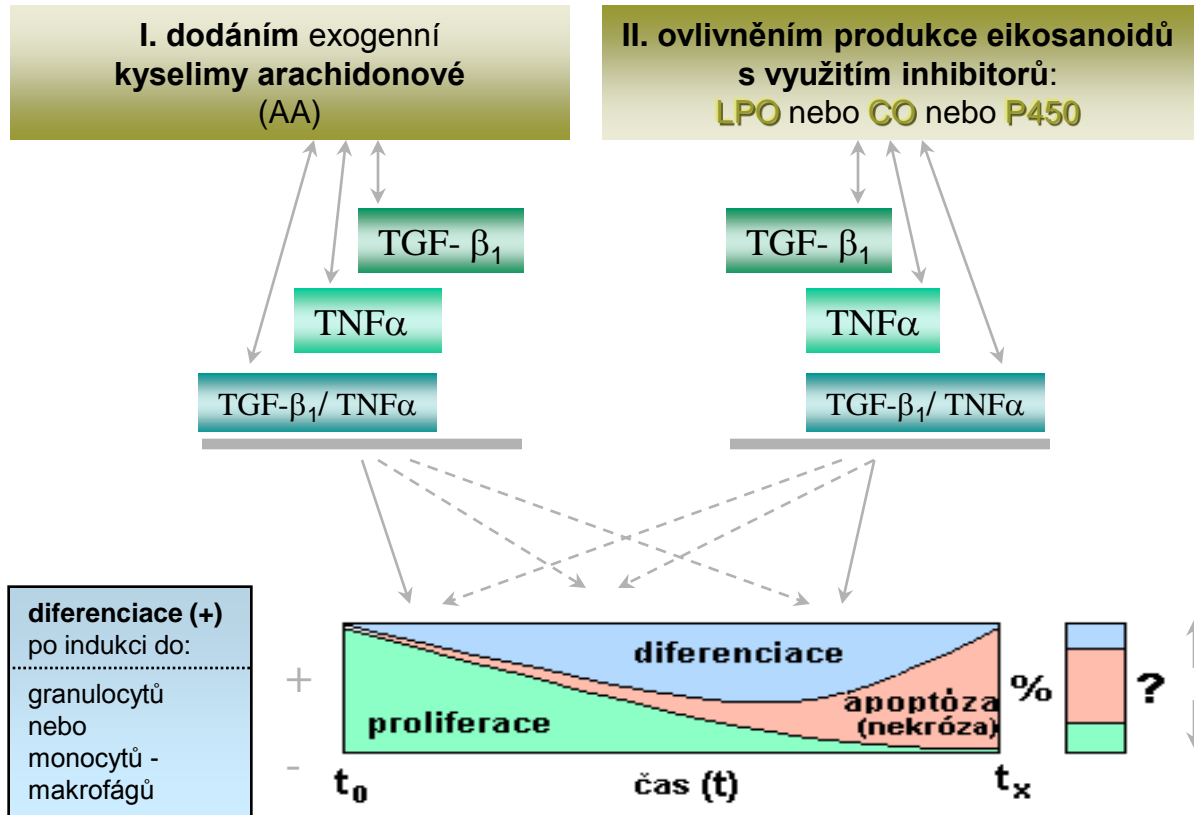 I. dodáním exogenní
kyselimy arachidonové
(AA)
II. ovlivněním produkce eikosanoidů
s využitím inhibitorů:
LPO nebo CO nebo P450
TGF- β₁
TNFα
TGF-β₁/ TNFα
TGF- β₁
TNFα
TGF-β₁/ TNFα
diferenciace (+)
po indukci do:
granulocytů
nebo
monocytů -
makrofágů
+
-
diferenciace
proliferace
apoptóza
(nekróza)
% ?
t₀ čas (t) tₓ